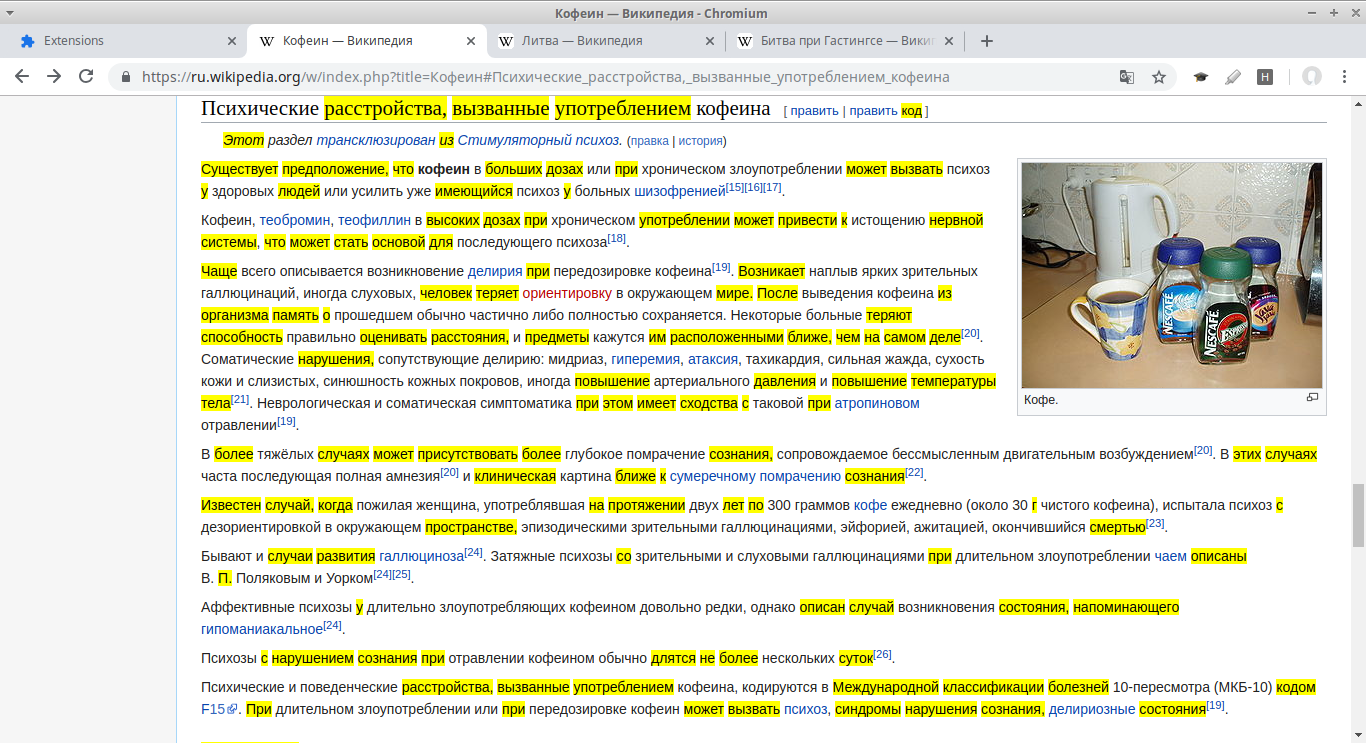 Кофеин — Википедия - Chromium
Extensions
Кофеин — Википедия
Литва — Википедия
Битва при Гастингсе — Вики
https://ru.wikipedia.org/w/index.php?title=Кофеин#Психические_расстройства,_вызванные_употреблением_кофеина
Психические расстройства, вызванные употреблением кофеина [ править | править код ]
Этот раздел трансклюзирован из Стимуляторный психоз. (правка | история)
Существует предположение, что кофеин в больших дозах или при хроническом злоупотреблении может вызвать психоз
у здоровых людей или усилить уже имеющийся психоз у больных шизофренией[15][16][17].
Кофеин, теобромин, теофиллин в высоких дозах при хроническом употреблении может привести к истощению нервной
системы, что может стать основой для последующего психоза[18].
Чаще всего описывается возникновение делирия при передозировке кофеина[19]. Возникает наплыв ярких зрительных
галлюцинаций, иногда слуховых, человек теряет ориентировку в окружающем мире. После выведения кофеина из
организма память о прошедшем обычно частично либо полностью сохраняется. Некоторые больные теряют
способность правильно оценивать расстояния, и предметы кажутся им расположенными ближе, чем на самом деле[20].
Соматические нарушения, сопутствующие делирию: мидриаз, гиперемия, атаксия, тахикардия, сильная жажда, сухость
кожи и слизистых, синюшность кожных покровов, иногда повышение артериального давления и повышение температуры
тела[21]. Неврологическая и соматическая симптоматика при этом имеет сходства с таковой при атропиновом
отравлении[19].
NESCAFÉ
NESCAFÉ
Кофе.
В более тяжёлых случаях может присутствовать более глубокое помрачение сознания, сопровождаемое бессмысленным двигательным возбуждением[20]. В этих случаях
часта последующая полная амнезия[20] и клиническая картина ближе к сумеречному помрачению сознания[22].
Известен случай, когда пожилая женщина, употреблявшая на протяжении двух лет по 300 граммов кофе ежедневно (около 30 г чистого кофеина), испытала психоз с
дезориентировкой в окружающем пространстве, эпизодическими зрительными галлюцинациями, эйфорией, ажитацией, окончившийся смертью[23].
Бывают и случаи развития галлюциноза[24]. Затяжные психозы со зрительными и слуховыми галлюцинациями при длительном злоупотреблении чаем описаны
В. П. Поляковым и Уорком[24][25].
Аффективные психозы у длительно злоупотребляющих кофеином довольно редки, однако описан случай возникновения состояния, напоминающего
гипоманиакальное[24].
Психозы с нарушением сознания при отравлении кофеином обычно длятся не более нескольких суток[26].
Психические и поведенческие расстройства, вызванные употреблением кофеина, кодируются в Международной классификации болезней 10-пересмотра (МКБ-10) кодом
F15. При длительном злоупотреблении или при передозировке кофеин может вызвать психоз, синдромы нарушения сознания, делириозные состояния[19].